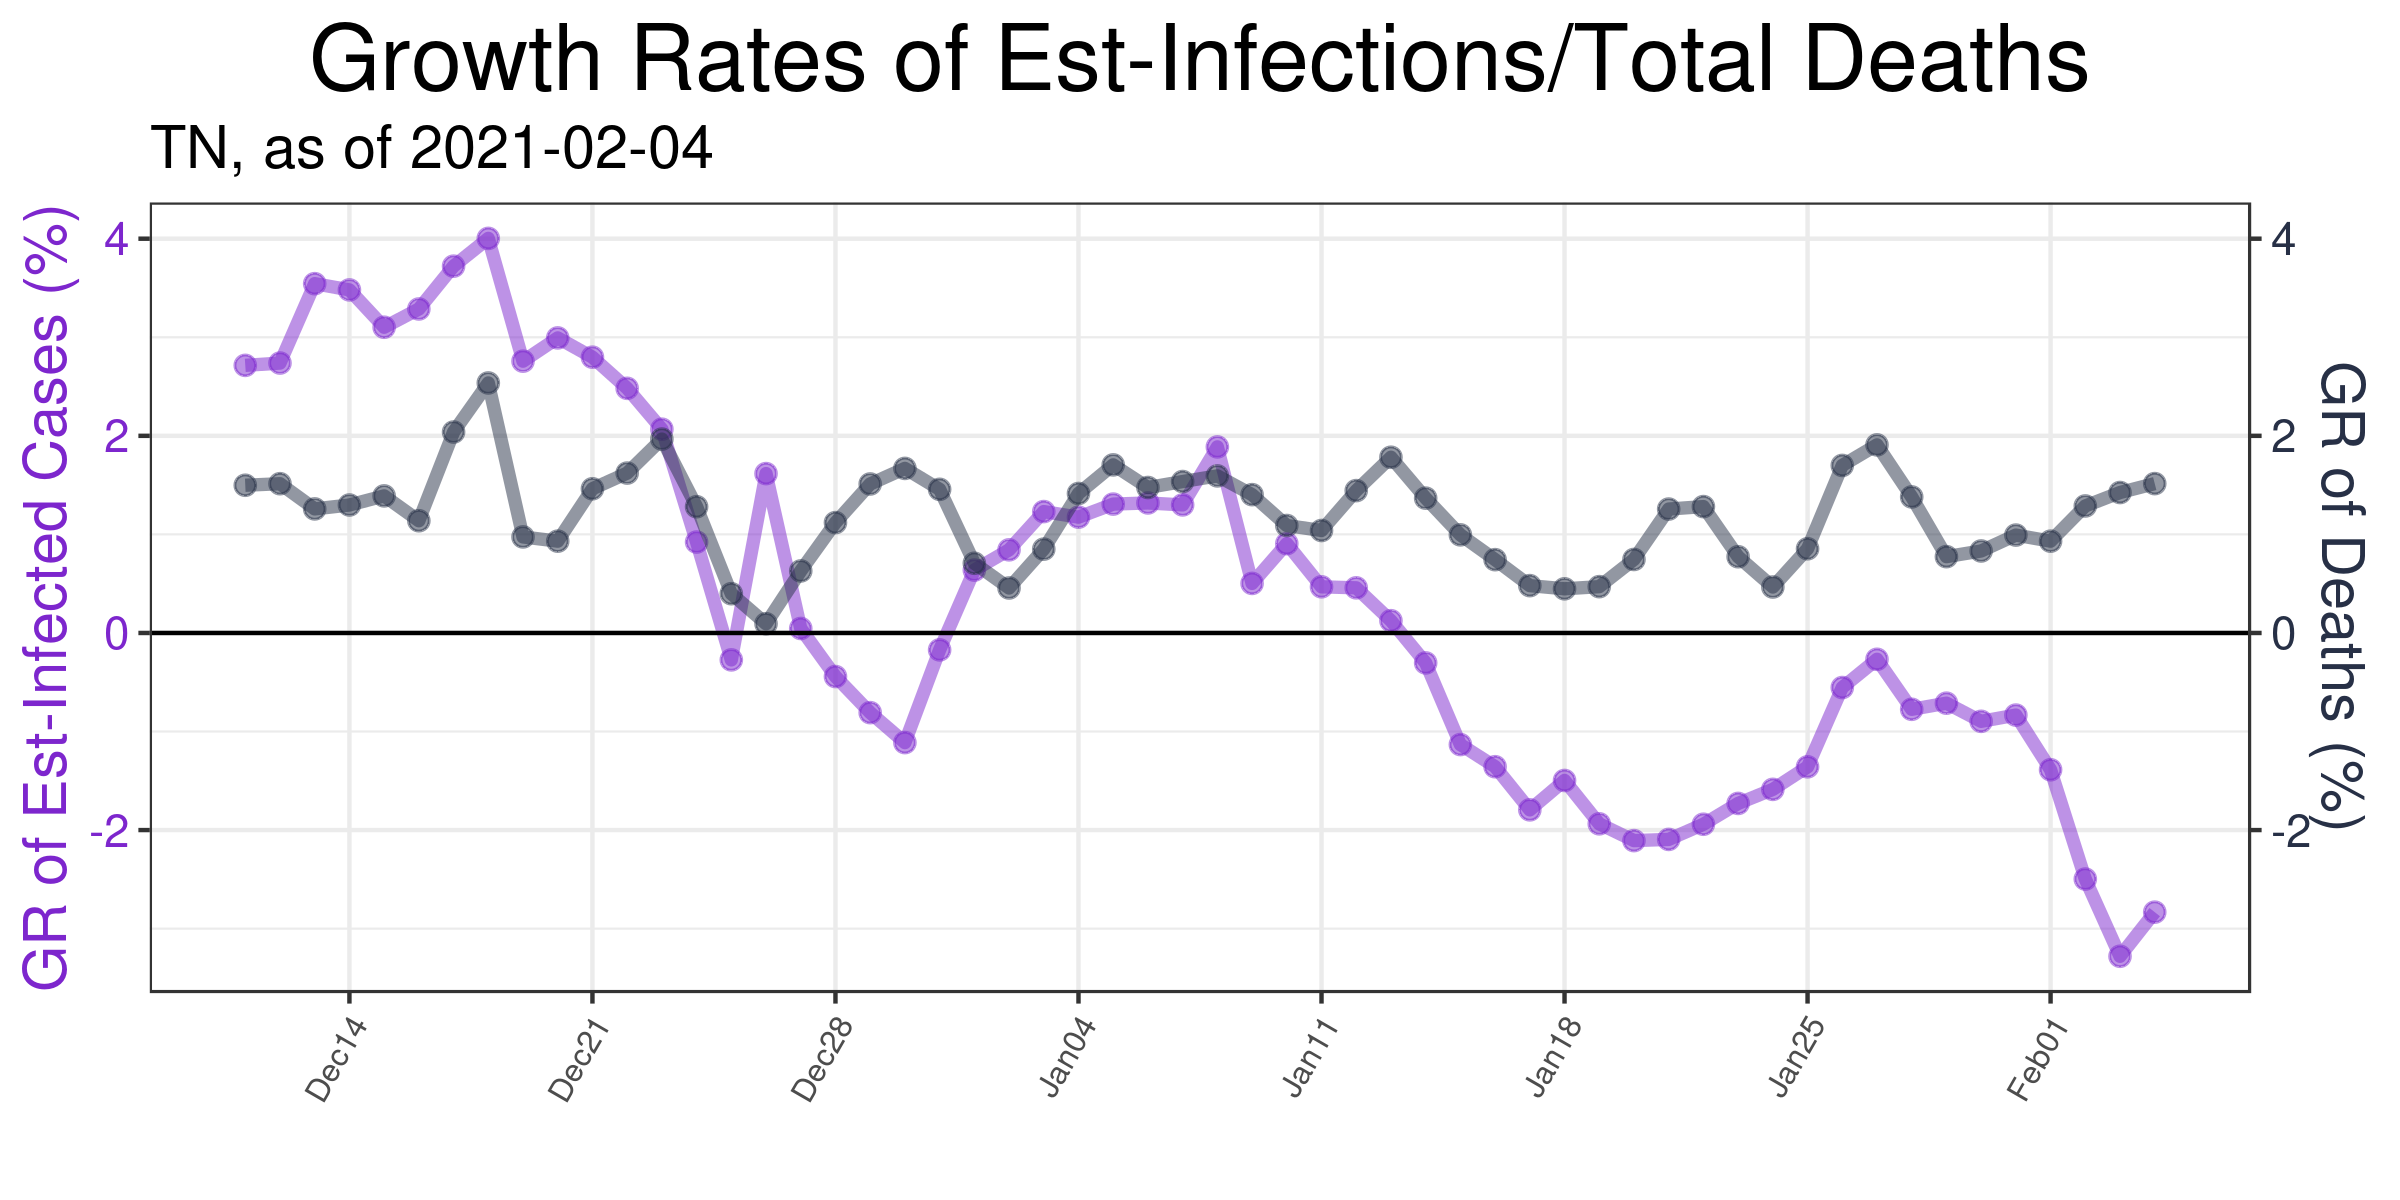 Growth Rates of Est-Infections/Total Deaths
TN, as of 2021-02-04
GR of Est-Infected Cases (%)
4
2
0
-2
4
2
0
-2
GR of Deaths (%)
Dec14
Dec21
Dec28
Jan04
Jan11
Jan18
Jan25
Feb01